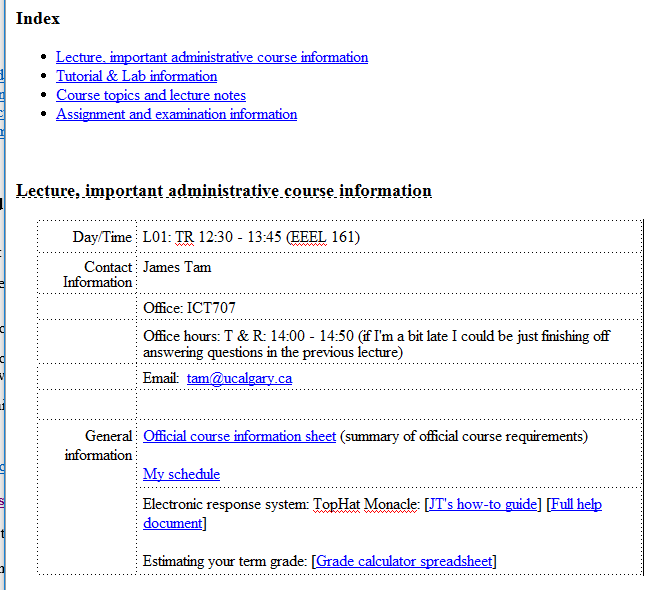 Index
Lecture, important administrative course information
Tutorial & Lab information
Course topics and lecture notes
Assignment and examination information
Lecture, important administrative course information
Day/Time L01: TR 12:30 - 13:45 (EEEL 161)
Contact Information James Tam
Office: ICT707
Office hours: T & R: 14:00 - 14:50 (if I'm a bit late I could be just finishing off
answering questions in the previous lecture)
Email: tam@ucalgary.ca
General information Official course information sheet (summary of official course requirements)
My schedule
Electronic response system: TopHat Monacle: [JT's how-to guide] [Full help
document]
Estimating your term grade: [Grade calculator spreadsheet]